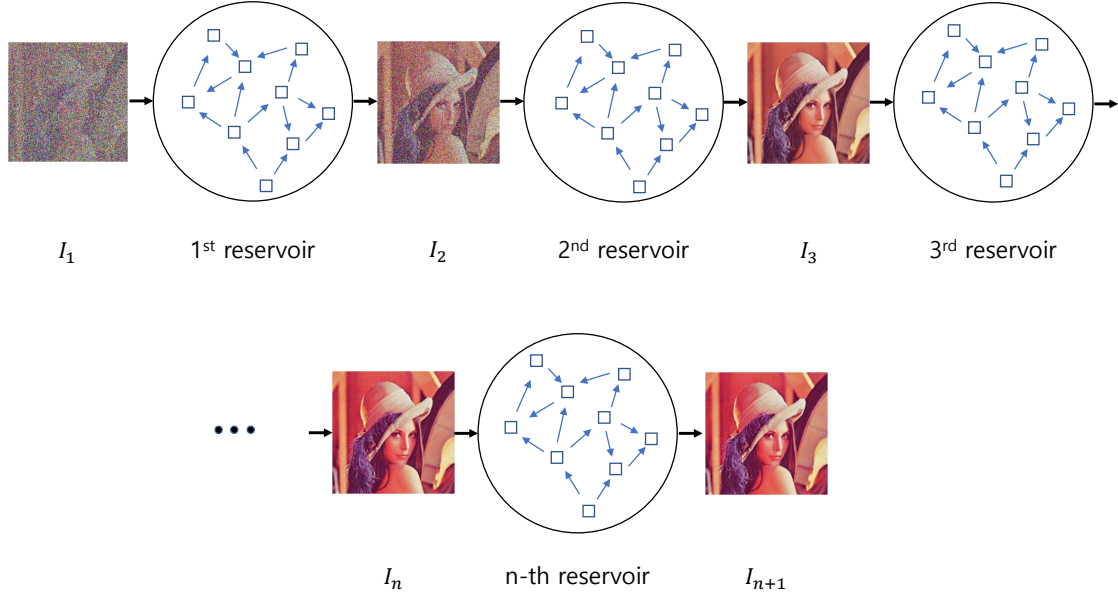 I₁ 1ˢᵗ reservoir I₂ 2ⁿᵈ reservoir I₃ 3ʳᵈ reservoir
Iₙ n-th reservoir Iₙ₊₁